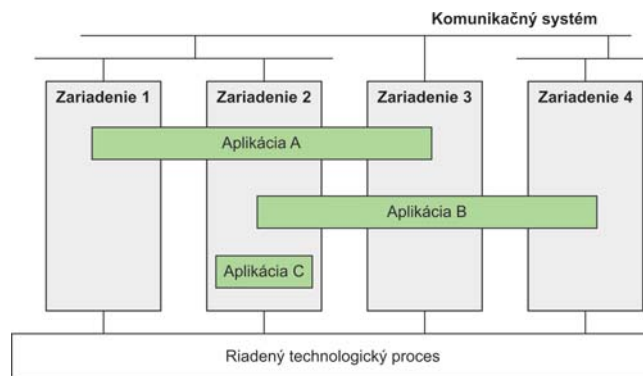 Komunikačný systém
Zariadenie 1
Zariadenie 2
Zariadenie 3
Zariadenie 4
Aplikácia A
Aplikácia B
Aplikácia C
Riadený technologický proces